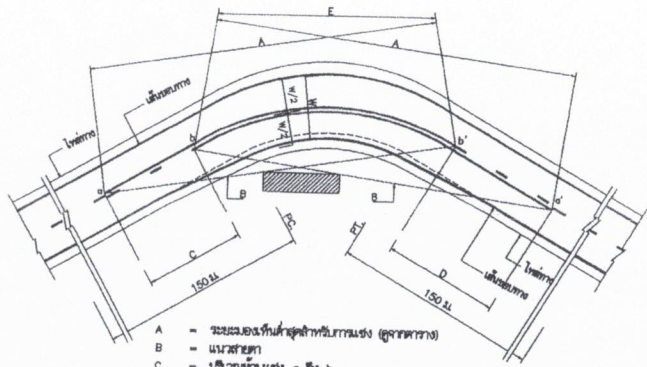 E
A
A
W/2
W
W/2
เส้นขอบทาง
ไหล่ทาง
b
b'
a
a'
B
B
PC
PT
C
D
150 ม.
150 ม.
ไหล่ทาง
เส้นขอบทาง
A = ระยะมองเห็นต่ำสุดสำหรับการแซง (ดูจากตาราง)
B = แนวสายตา
C =